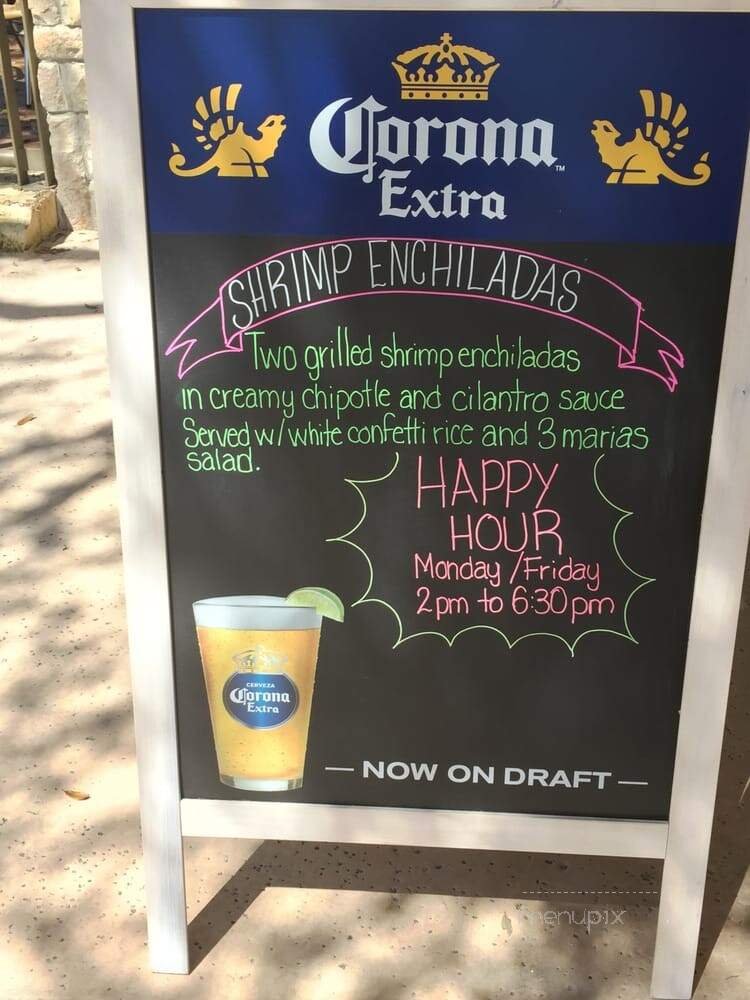 Corona™
Extra
SHRIMP ENCHILADAS
Two grilled shrimp enchiladas
in creamy chipotle and cilantro sauce
Served w/ white confetti rice and 3 marias
salad.
HAPPY
HOUR
Monday / Friday
2pm to 6:30pm
CERVEZA
Corona
Extra
— NOW ON DRAFT —
menupix